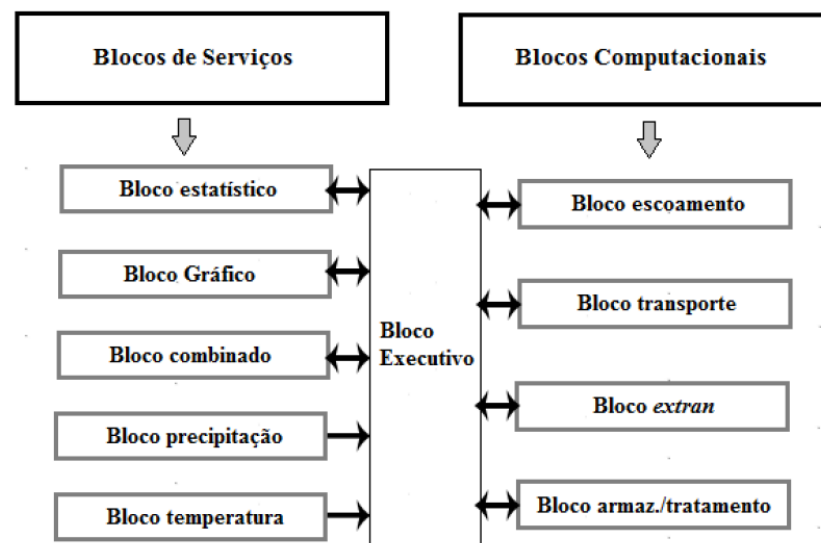 Blocos de Serviços
Blocos Computacionais
Bloco estatístico
Bloco Gráfico
Bloco combinado
Bloco precipitação
Bloco temperatura
Bloco
Executivo
Bloco escoamento
Bloco transporte
Bloco extran
Bloco armaz./tratamento